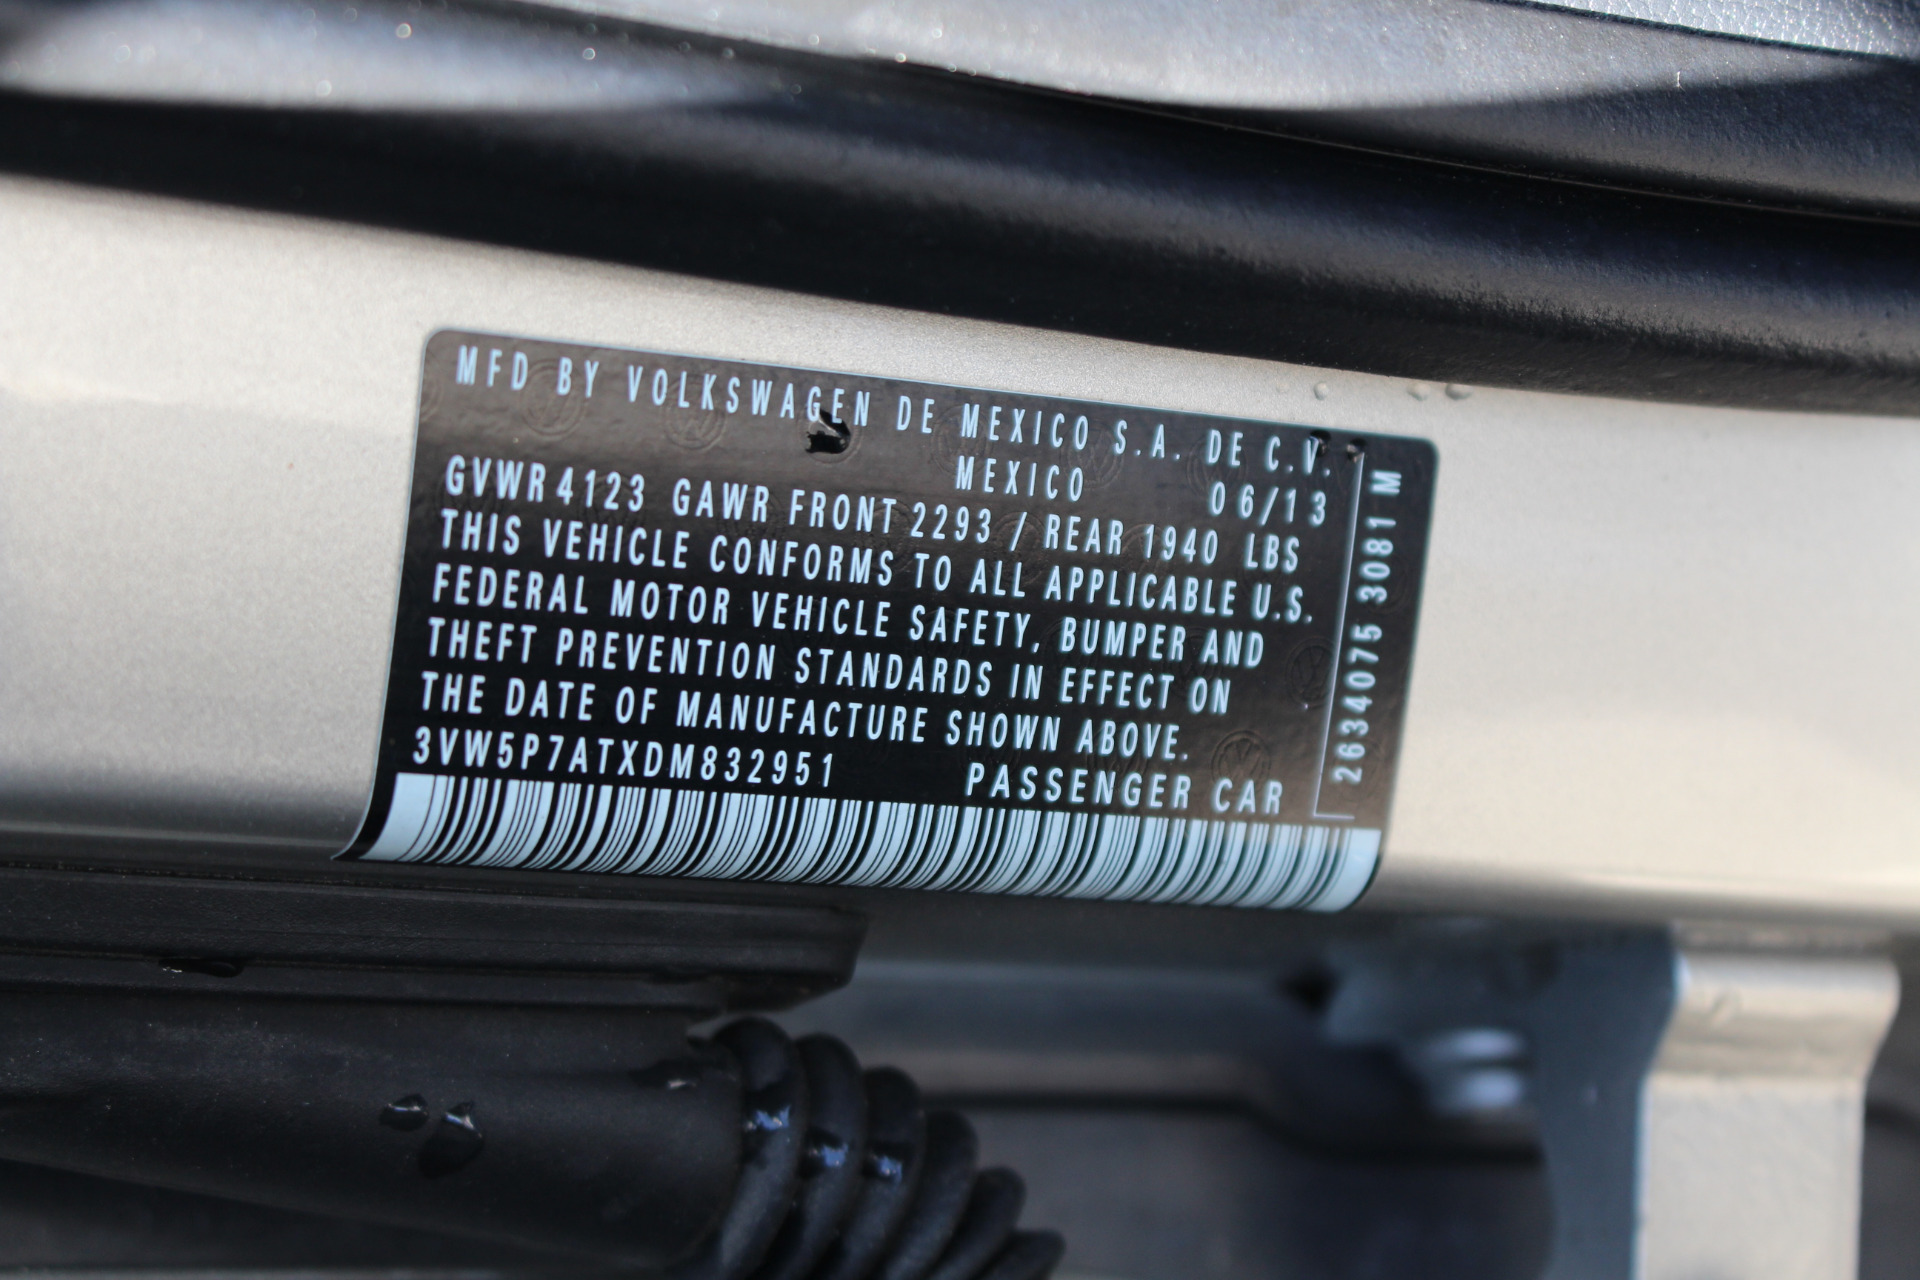 MFD BY VOLKSWAGEN DE MEXICO S.A. DE C.V.
MEXICO 06/13
GVWR 4123 GAWR FRONT 2293 / REAR 1940 LBS
THIS VEHICLE CONFORMS TO ALL APPLICABLE U.S.
FEDERAL MOTOR VEHICLE SAFETY, BUMPER AND
THEFT PREVENTION STANDARDS IN EFFECT ON
THE DATE OF MANUFACTURE SHOWN ABOVE.
3VW5P7ATXDM832951 PASSENGER CAR
2634075 3081 M